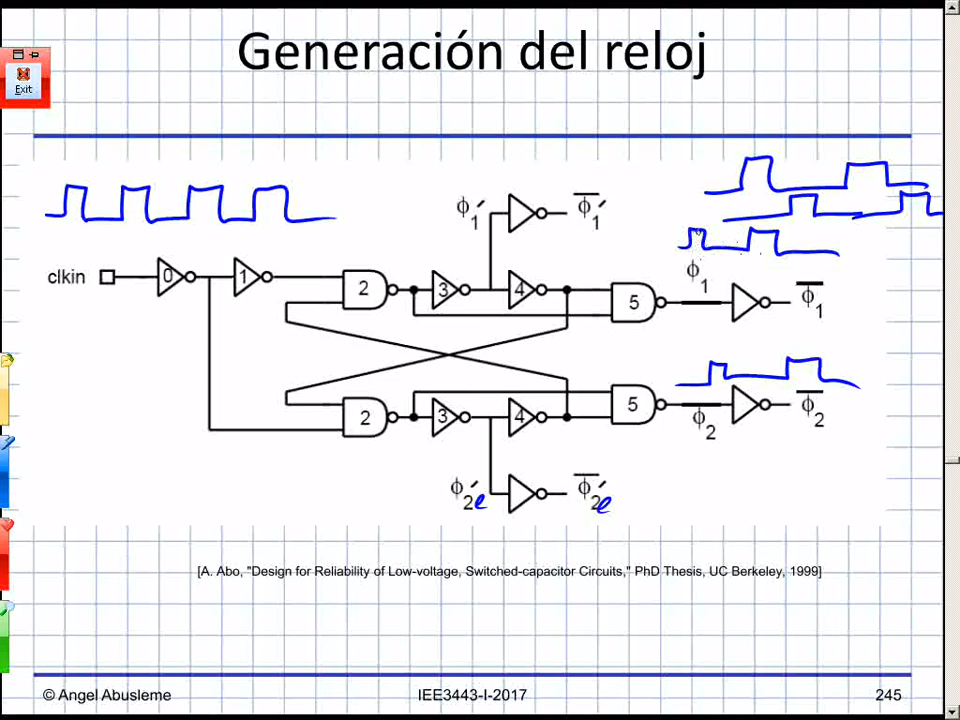 Generación del reloj
Exit
ϕ1′
ϕ̅1′
clkin
0
1
2
3
4
5
ϕ1
ϕ̅1
2
3
4
5
ϕ2
ϕ̅2
ϕ2′e
ϕ̅2′e
[A. Abo, "Design for Reliability of Low-voltage, Switched-capacitor Circuits," PhD Thesis, UC Berkeley, 1999]
© Angel Abusleme
IEE3443-I-2017
245